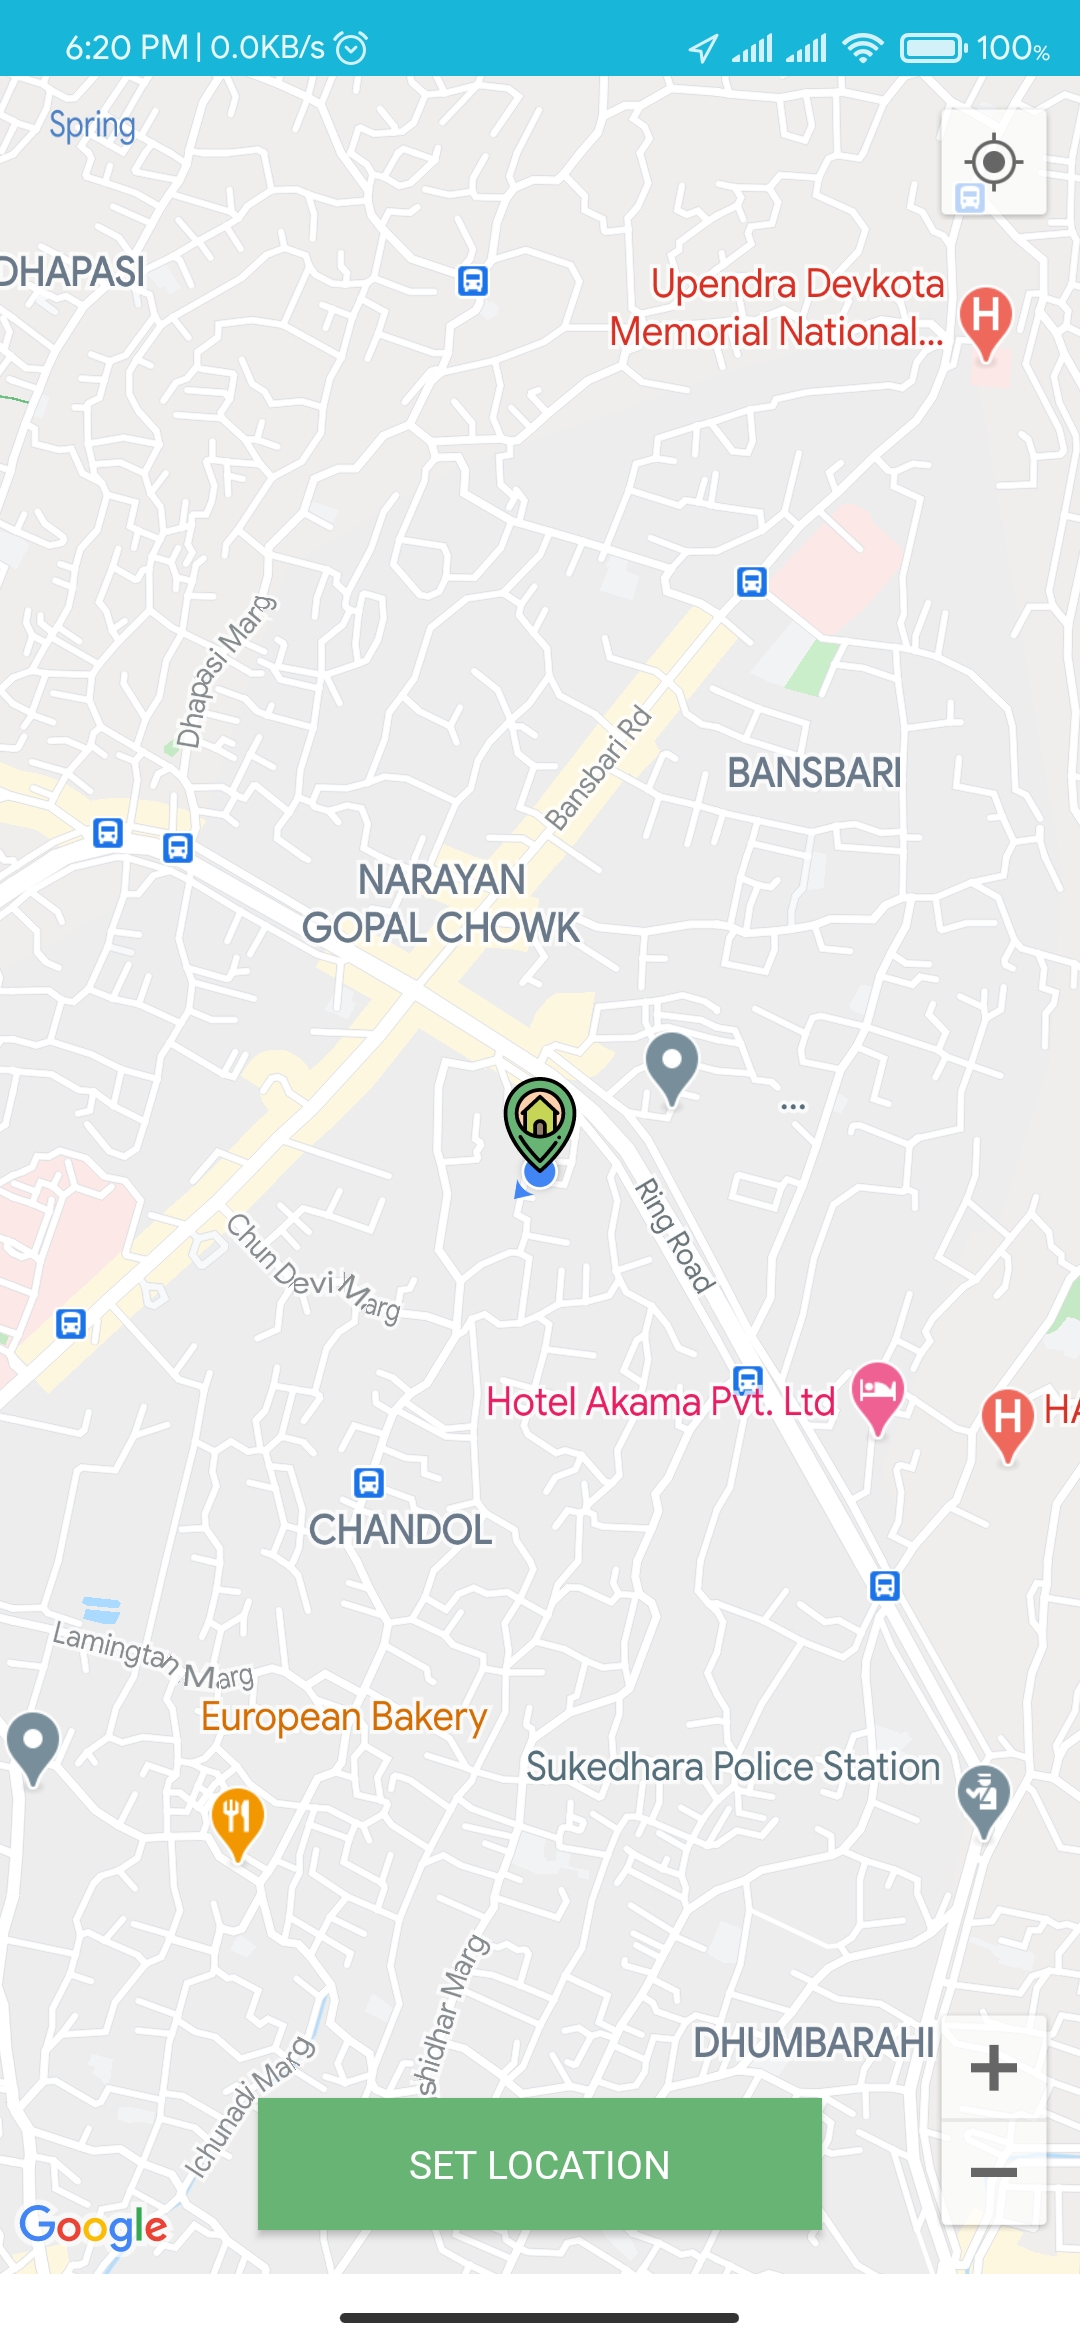 6:20 PM | 0.0KB/s
100%
Spring
DHAPASI
Upendra Devkota
Memorial National...
Dhapasi Marg
Bansbari Rd
BANSBARI
NARAYAN
GOPAL CHOWK
...
Ring Road
Chun Devi Marg
Hotel Akama Pvt. Ltd
HA
CHANDOL
Lamingtan Marg
European Bakery
Sukedhara Police Station
shidhar Marg
DHUMBARAHI
Ichunadi Marg
SET LOCATION
Google